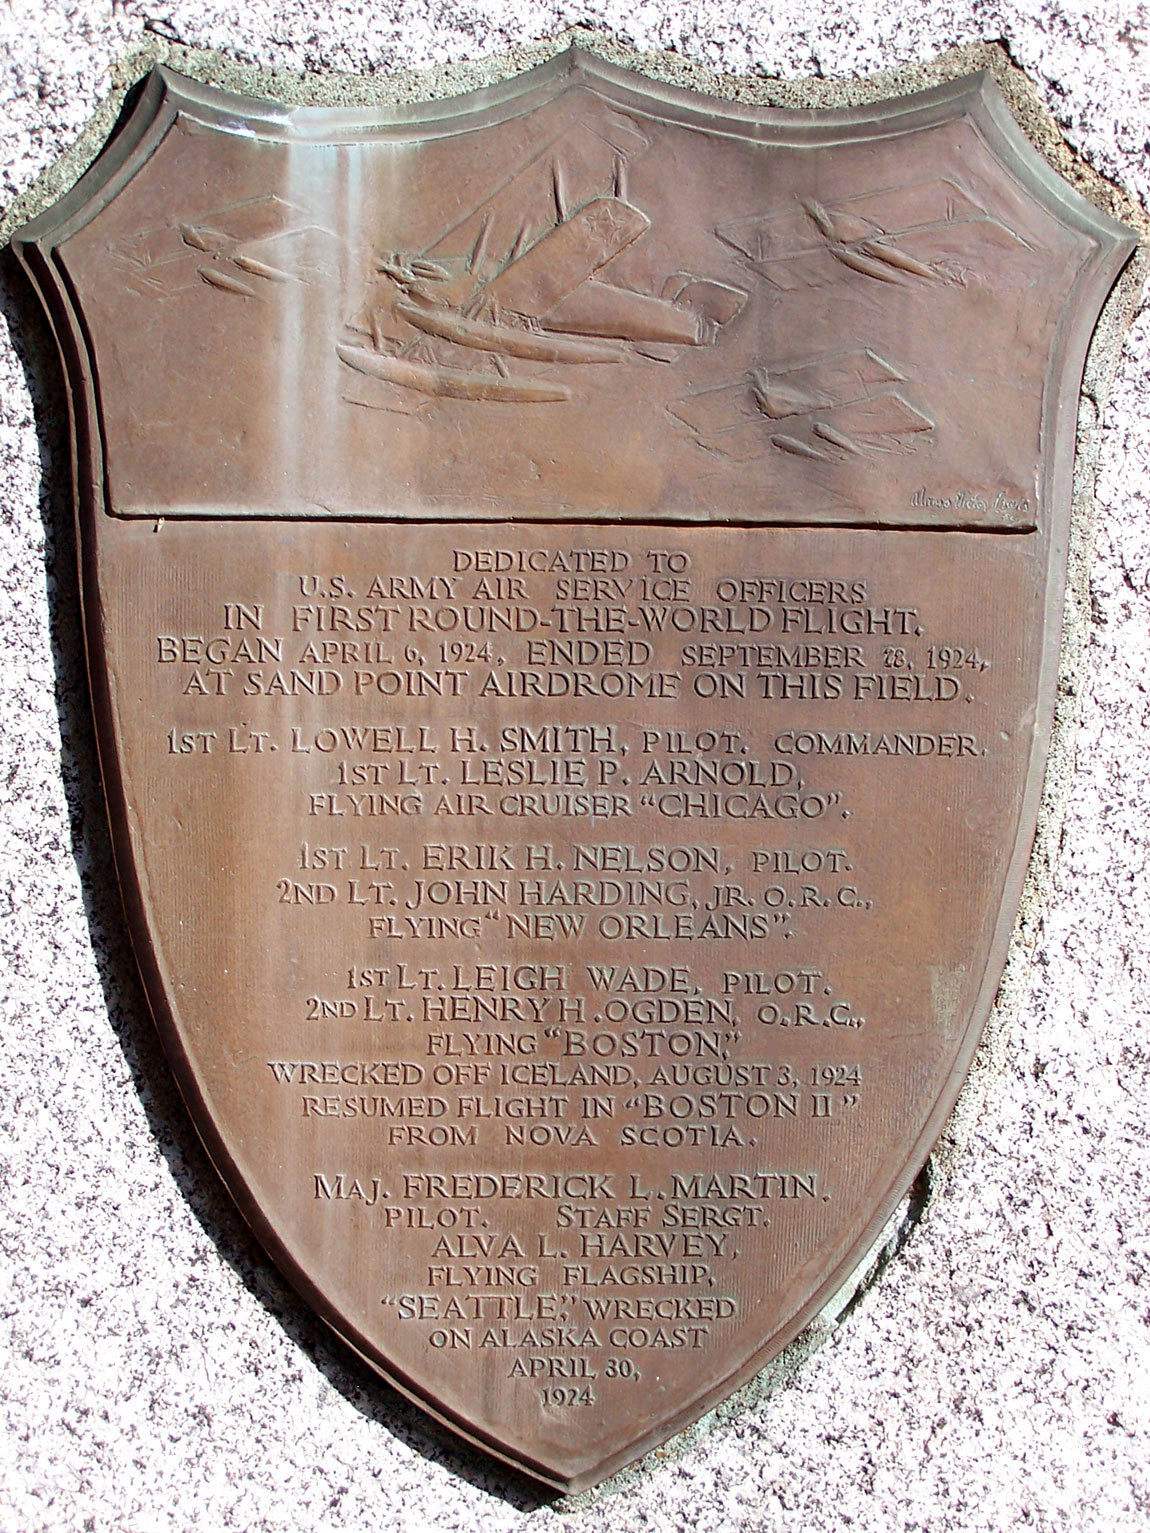 Alonzo Victor Lewis
DEDICATED TO
U.S. ARMY AIR SERVICE OFFICERS
IN FIRST ROUND-THE-WORLD FLIGHT.
BEGAN APRIL 6, 1924, ENDED SEPTEMBER 28, 1924,
AT SAND POINT AIRDROME ON THIS FIELD.
1ST LT. LOWELL H. SMITH, PILOT. COMMANDER.
1ST LT. LESLIE P. ARNOLD,
FLYING AIR CRUISER "CHICAGO".
1ST LT. ERIK H. NELSON, PILOT.
2ND LT. JOHN HARDING, JR. O.R.C.,
FLYING "NEW ORLEANS".
1ST LT. LEIGH WADE, PILOT.
2ND LT. HENRY H. OGDEN, O.R.C.,
FLYING "BOSTON,"
WRECKED OFF ICELAND, AUGUST 3, 1924
RESUMED FLIGHT IN "BOSTON II"
FROM NOVA SCOTIA.
MAJ. FREDERICK L. MARTIN.
PILOT. STAFF SERGT.
ALVA L. HARVEY,
FLYING FLAGSHIP,
"SEATTLE," WRECKED
ON ALASKA COAST
APRIL 30,
1924